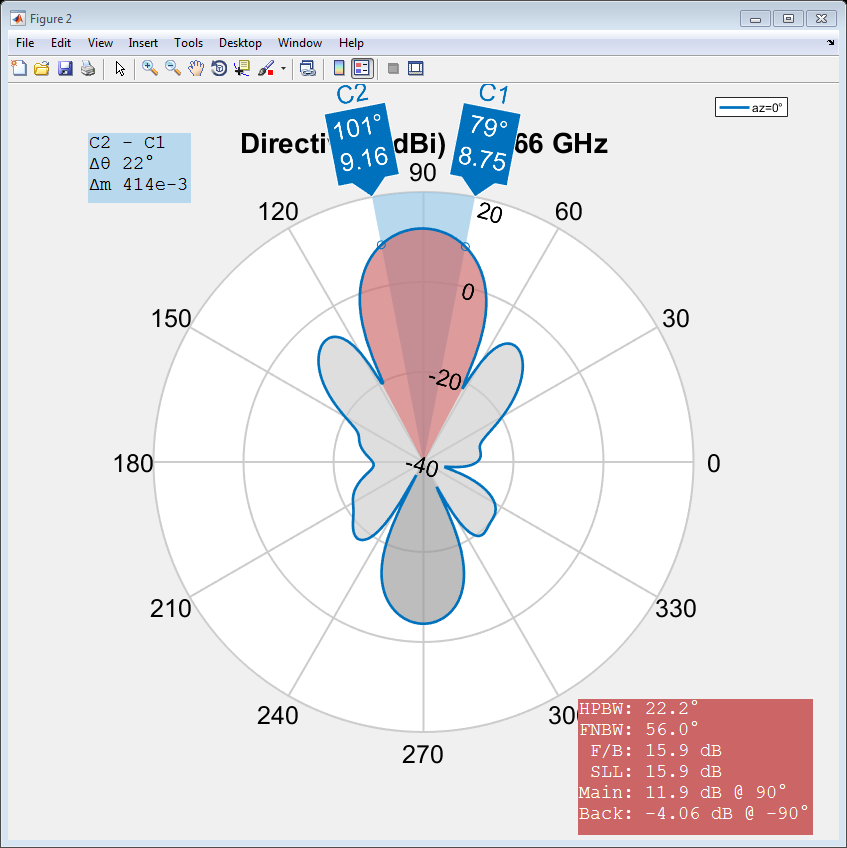 Figure 2
File Edit View Insert Tools Desktop Window Help
az=0°
C2 - C1
Δθ 22°
Δm 414e-3
C2
101°
9.16
C1
79°
8.75
dBi)
66 GHz
90
120
60
20
150
0
30
-20
180
-40
0
210
330
240
270
HPBW: 22.2°
FNBW: 56.0°
F/B: 15.9 dB
SLL: 15.9 dB
Main: 11.9 dB @ 90°
Back: -4.06 dB @ -90°